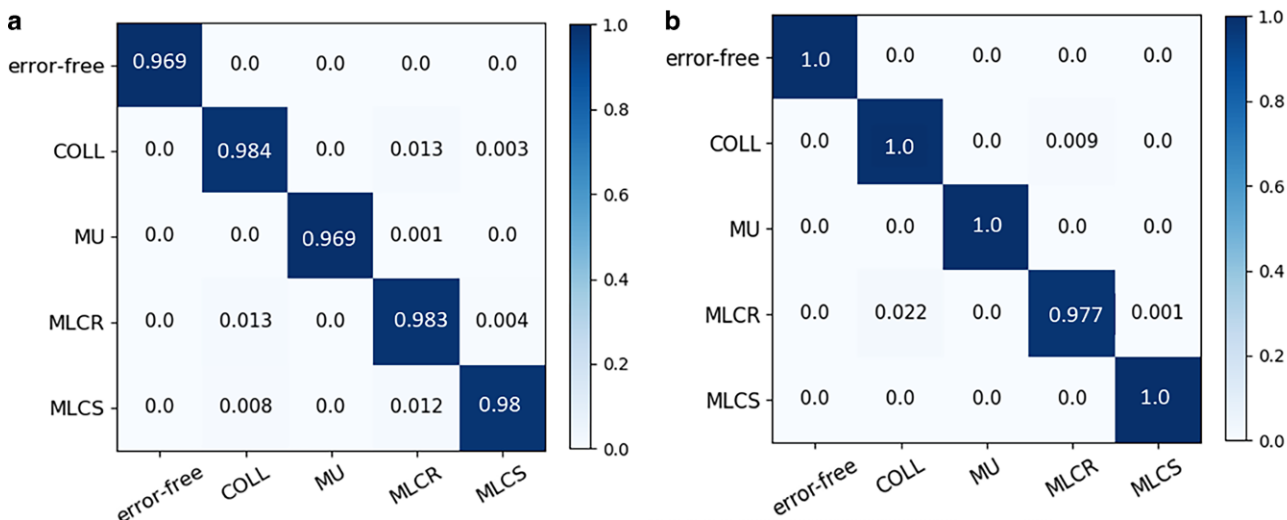 a
1.0
error-free 0.969 0.0 0.0 0.0 0.0
0.8
COLL 0.0 0.984 0.0 0.013 0.003
0.6
MU 0.0 0.0 0.969 0.001 0.0
0.4
MLCR 0.0 0.013 0.0 0.983 0.004
0.2
MLCS 0.0 0.008 0.0 0.012 0.98
0.0
error-free COLL MU MLCR MLCS
b
1.0
error-free 1.0 0.0 0.0 0.0 0.0
0.8
COLL 0.0 1.0 0.0 0.009 0.0
0.6
MU 0.0 0.0 1.0 0.0 0.0
0.4
MLCR 0.0 0.022 0.0 0.977 0.001
0.2
MLCS 0.0 0.0 0.0 0.0 1.0
0.0
error-free COLL MU MLCR MLCS